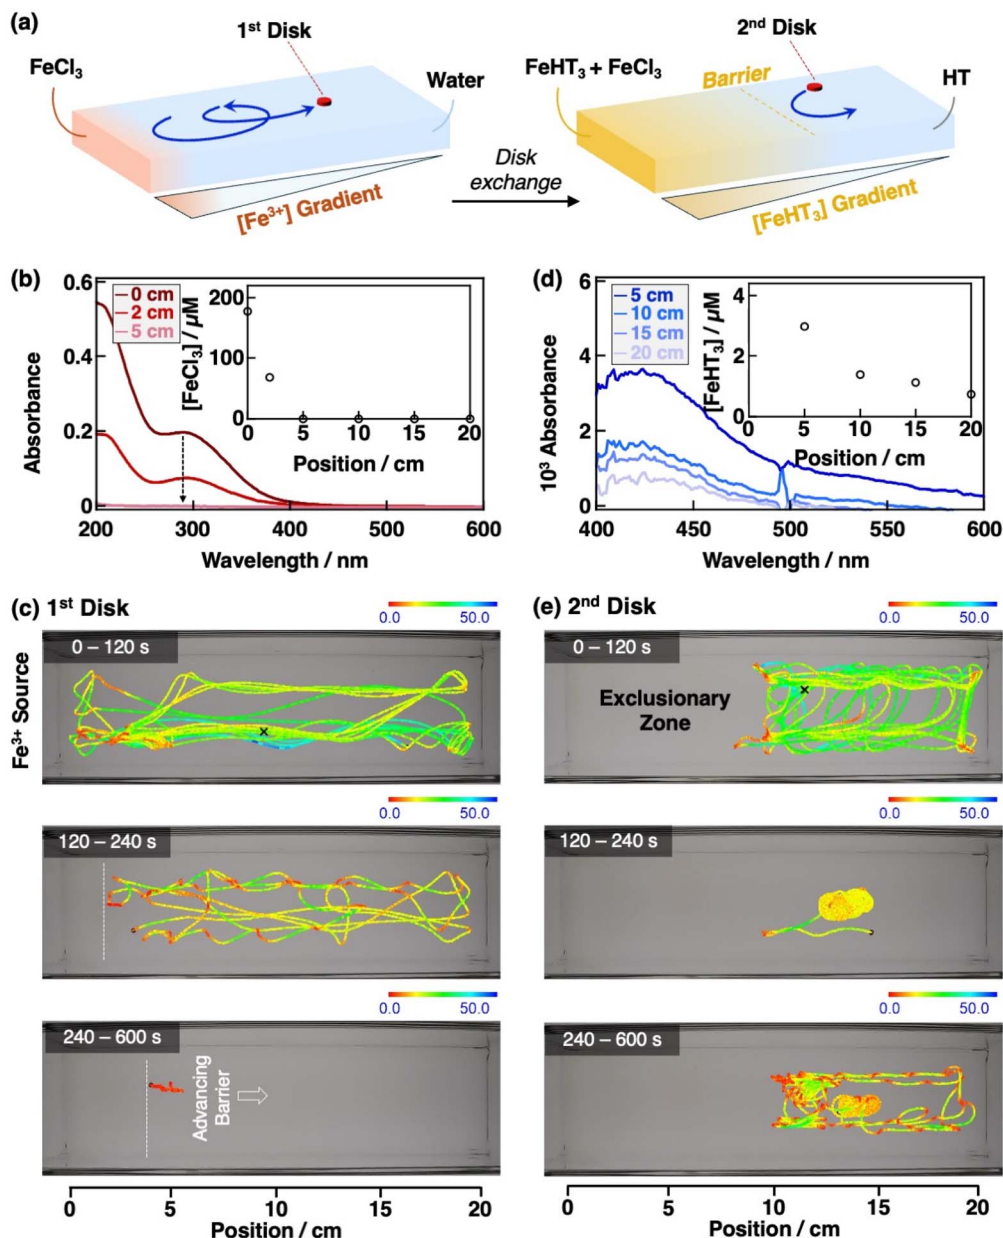 (a)
1st Disk
FeCl3
Water
[Fe3+] Gradient
Disk
exchange
2nd Disk
FeHT3 + FeCl3
Barrier
HT
[FeHT3] Gradient
(b)
0.6
0.4
0.2
0
Absorbance
200
300
400
500
600
Wavelength / nm
0 cm
2 cm
5 cm
[FeCl3] / μM
200
100
0
0
5
10
15
20
Position / cm
(d)
6
4
2
0
10³ Absorbance
400
450
500
550
600
Wavelength / nm
5 cm
10 cm
15 cm
20 cm
[FeHT3] / μM
4
2
0
0
5
10
15
20
Position / cm
(c) 1st Disk
0.0 50.0
0 – 120 s
Fe3+ Source
0.0 50.0
120 – 240 s
0.0 50.0
240 – 600 s
Advancing
Barrier
0 5 10 15 20
Position / cm
(e) 2nd Disk
0.0 50.0
0 – 120 s
Exclusionary
Zone
0.0 50.0
120 – 240 s
0.0 50.0
240 – 600 s
0 5 10 15 20
Position / cm